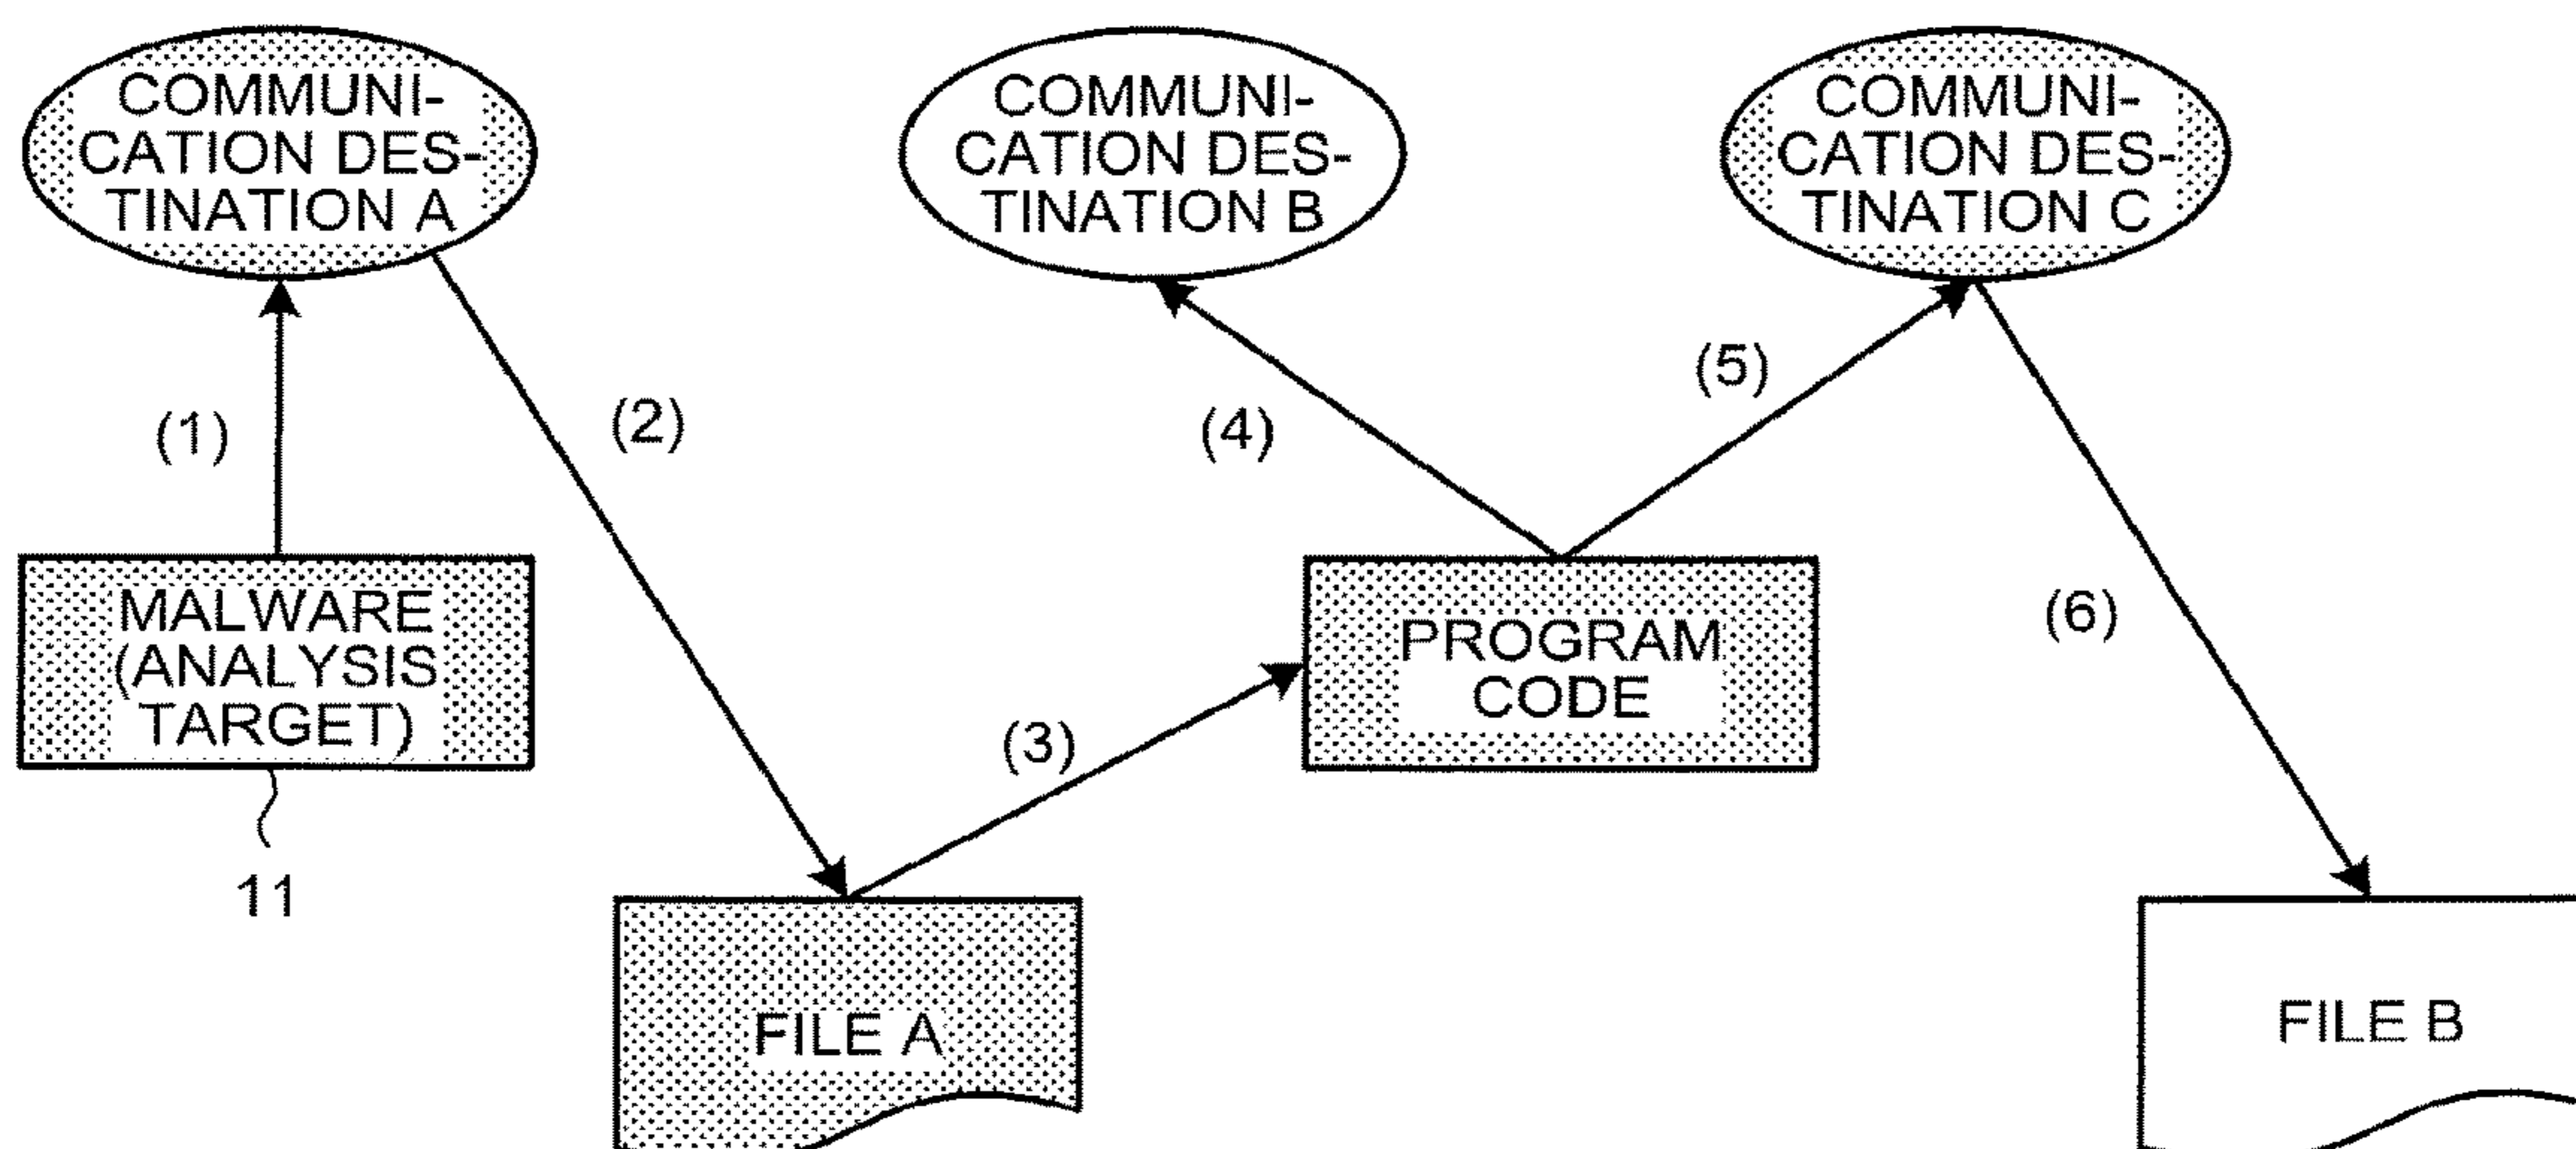 COMMUNI-
CATION DES-
TINATION A
COMMUNI-
CATION DES-
TINATION B
COMMUNI-
CATION DES-
TINATION C
(1)
(2)
(4)
(5)
(6)
MALWARE
(ANALYSIS
TARGET)
11
(3)
PROGRAM
CODE
FILE A
FILE B